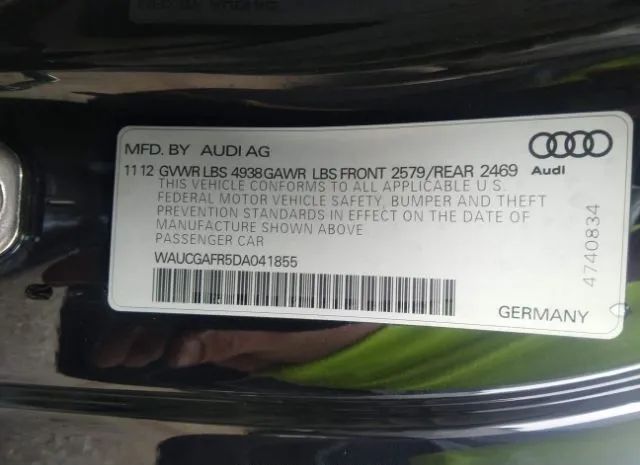 MFD. BY AUDI AG
11 12 GVWR LBS 4938 GAWR LBS FRONT 2579/REAR 2469
THIS VEHICLE CONFORMS TO ALL APPLICABLE U S
FEDERAL MOTOR VEHICLE SAFETY, BUMPER AND THEFT
PREVENTION STANDARDS IN EFFECT ON THE DATE OF
MANUFACTURE SHOWN ABOVE
PASSENGER CAR
WAUCGAFR5DA041855
Audi
4740834
GERMANY